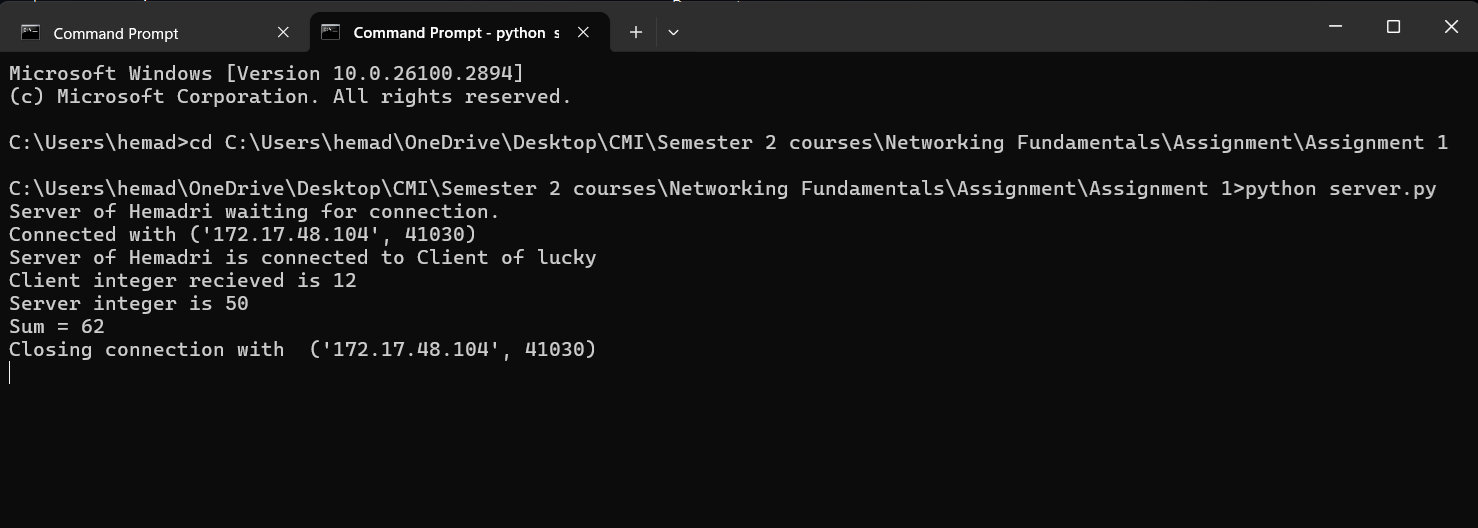 Command Prompt
Command Prompt - python s
Microsoft Windows [Version 10.0.26100.2894]
(c) Microsoft Corporation. All rights reserved.
C:\Users\hemad>cd C:\Users\hemad\OneDrive\Desktop\CMI\Semester 2 courses\Networking Fundamentals\Assignment\Assignment 1
C:\Users\hemad\OneDrive\Desktop\CMI\Semester 2 courses\Networking Fundamentals\Assignment\Assignment 1>python server.py
Server of Hemadri waiting for connection.
Connected with ('172.17.48.104', 41030)
Server of Hemadri is connected to Client of lucky
Client integer recieved is 12
Server integer is 50
Sum = 62
Closing connection with  ('172.17.48.104', 41030)